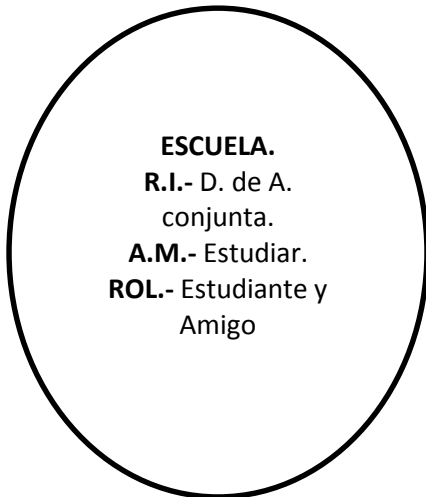 ESCUELA.
R.I.- D. de A.
conjunta.
A.M.- Estudiar.
ROL.- Estudiante y
Amigo